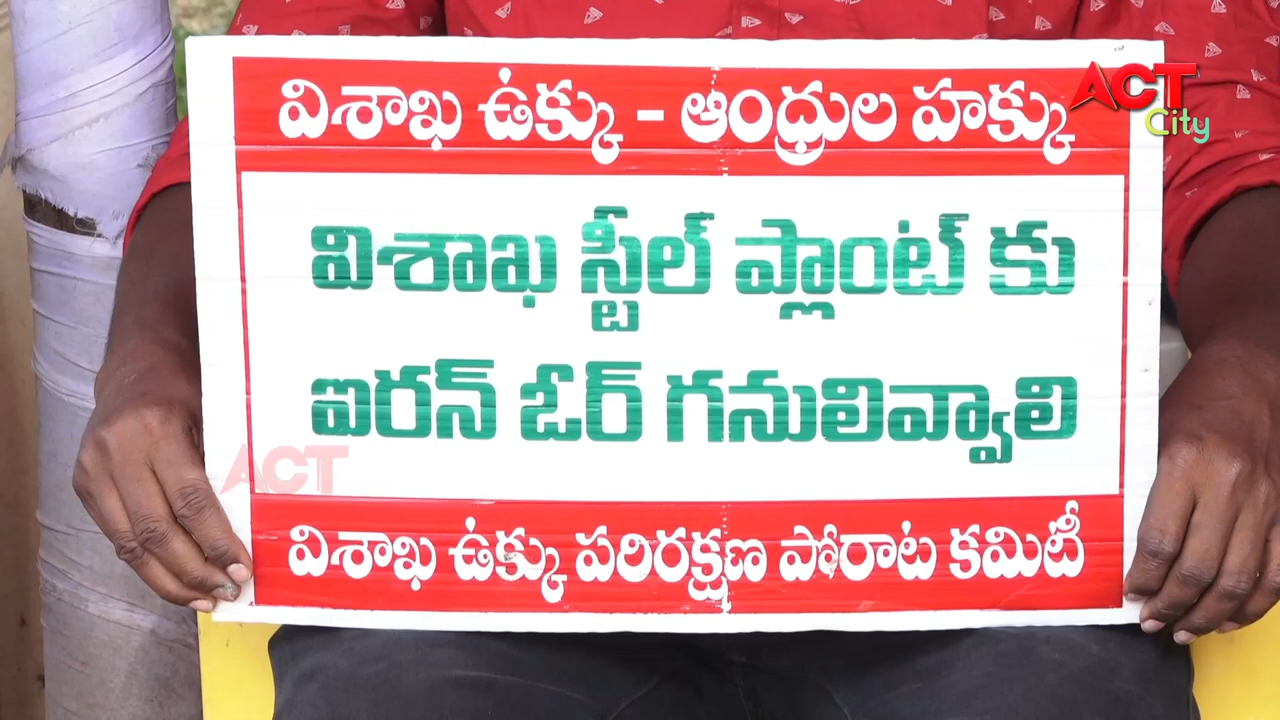 విశాఖ ఉక్కు - ఆంధ్రుల హక్కు
ACT
City
విశాఖ స్టీల్ ప్లాంట్ కు
ఐరన్ ఓర్ గనులివ్వాలి
ACT
విశాఖ ఉక్కు పరిరక్షణ పోరాట కమిటీ